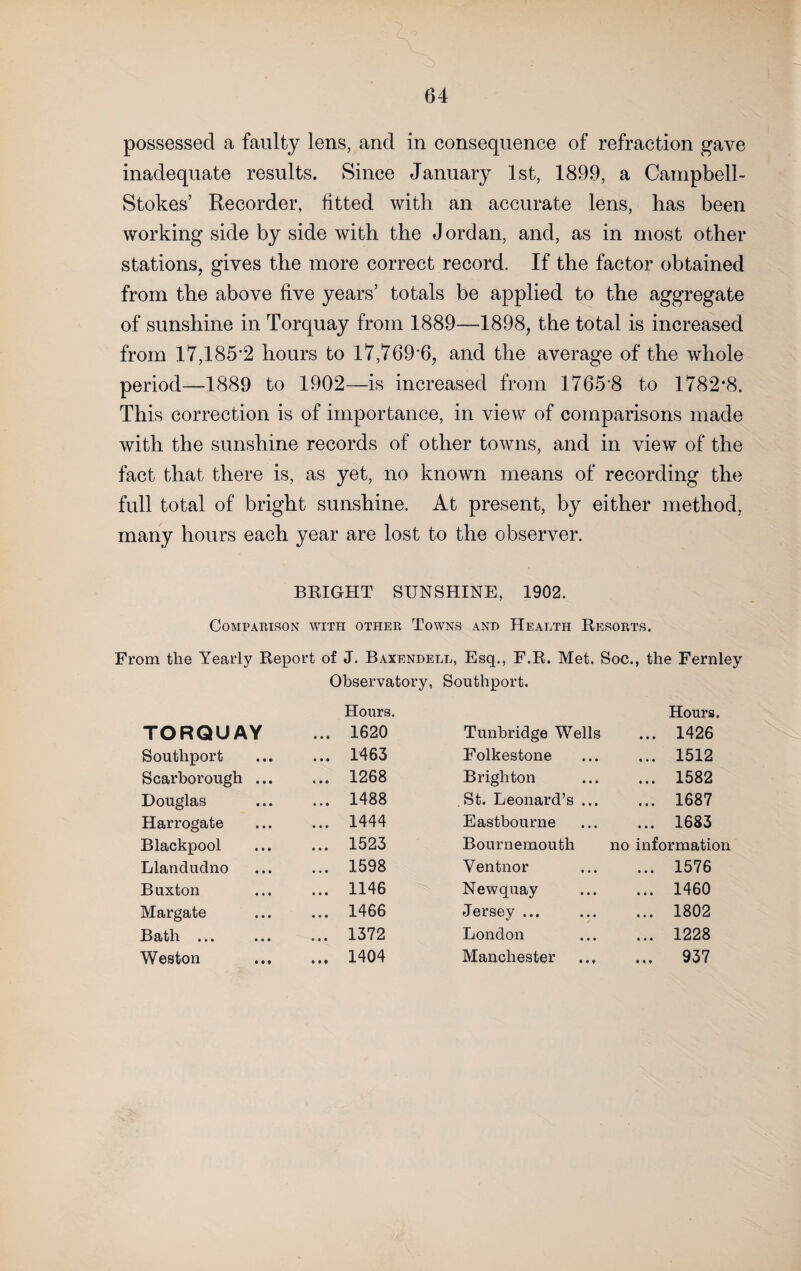 64
possessed a faulty lens, and in consequence of refraction gave
inadequate results. Since January 1st, 1899, a Campbell-
Stokes’ Recorder, fitted with an accurate lens, has been
working side by side with the Jordan, and, as in most other
stations, gives the more correct record. If the factor obtained
from the above five years’ totals be applied to the aggregate
of sunshine in Torquay from 1889—1898, the total is increased
from 17,185·2 hours to 17,769·6, and the average of the whole
period—1889 to 1902—is increased from 1765·8 to 1782·8.
This correction is of importance, in view of comparisons made
with the sunshine records of other towns, and in view of the
fact that there is, as yet, no known means of recording the
full total of bright sunshine. At present, by either method,
many hours each year are lost to the observer.
BRIGHT SUNSHINE, 1902.
Comparison with other Towns and Health Resorts.
From the Yearly Report of J. Baxendell, Esq., F.R. Met. Soc., the Fernley
Observatory, Southport.
Hours. Hours.
TORQUAY ... 1620 Tunbridge Wells ... 1426
Southport ... ... 1463 Folkestone ... ... 1512
Scarborough ... ... 1268 Brighton ... ... 1582
Douglas ... ... 1488 St. Leonard’s ... ... 1687
Harrogate ... ... 1444 Eastbourne ... ... 1683
Blackpool ... ... 1523 Bournemouth no information
Llandudno ... ... 1598 Ventnor ... ... 1576
Buxton ... ... 1146 Newquay ... ... 1460
Margate ... ... 1466 Jersey ... ... ... 1802
Bath ... ... ... 1372 London ... ... 1228
Weston ... ... 1404 Manchester ... ... 937